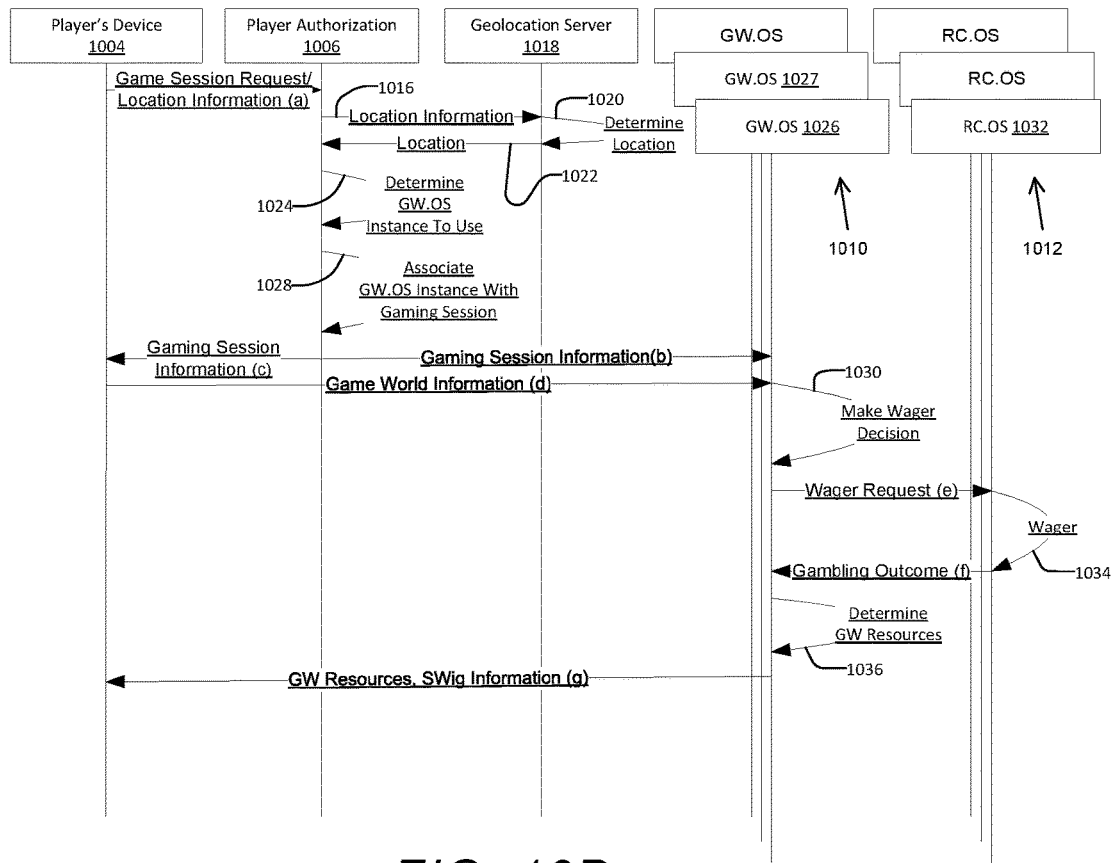 Player's Device
1004
Player Authorization
1006
Geolocation Server
1018
GW.OS
GW.OS 1027
GW.OS 1026
RC.OS
RC.OS
RC.OS 1032
Game Session Request/
Location Information (a)
1016
Location Information
1020
Determine
Location
Location
1022
1024
Determine
GW.OS
Instance To Use
1010
1012
1028
Associate
GW.OS Instance With
Gaming Session
Gaming Session
Information (c)
Gaming Session Information(b)
Game World Information (d)
1030
Make Wager
Decision
Wager Request (e)
Wager
Gambling Outcome (f)
1034
Determine
GW Resources
1036
GW Resources, SWig Information (g)